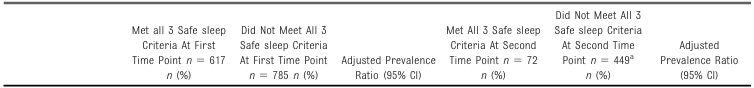 Did Not Meet All 3
Met all 3 Safe sleep Did Not Meet All 3 Met All 3 Safe sleep Safe sleep Criteria
Criteria At First Safe sleep Criteria Criteria At Second At Second Time Adjusted
Time Point n = 617 At First Time Point Adjusted Prevalence Time Point n = 72 Point n = 449a Prevalence Ratio
n (%) n = 785 n (%) Ratio (95% CI) n (%) n (%) (95% CI)